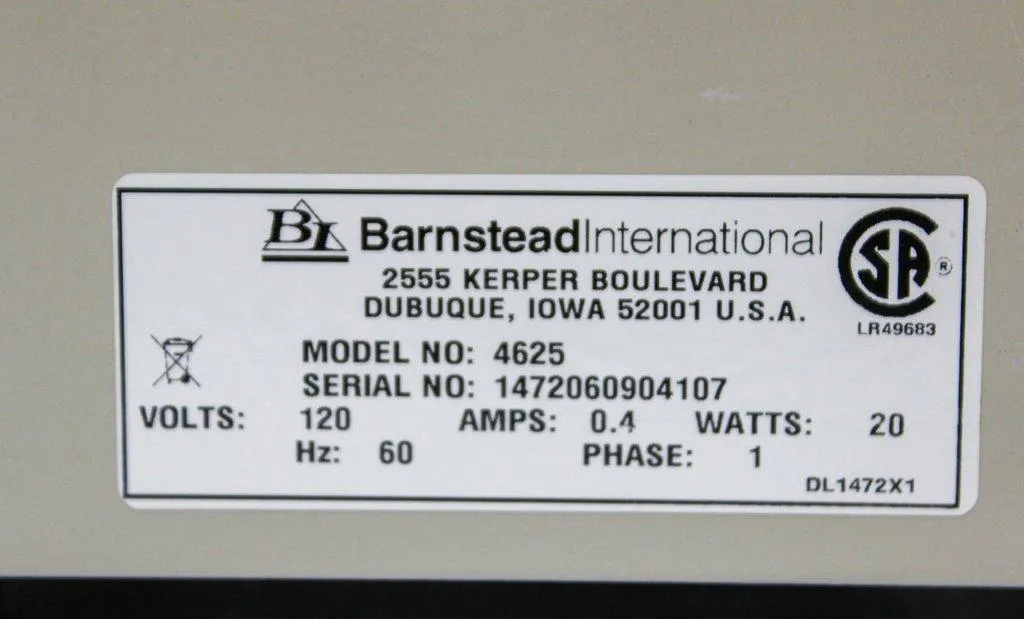 BI BarnsteadInternational
2555 KERPER BOULEVARD
DUBUQUE, IOWA 52001 U.S.A.
CSA ®
LR49683
MODEL NO: 4625
SERIAL NO: 1472060904107
VOLTS: 120 AMPS: 0.4 WATTS: 20
Hz: 60 PHASE: 1
DL1472X1